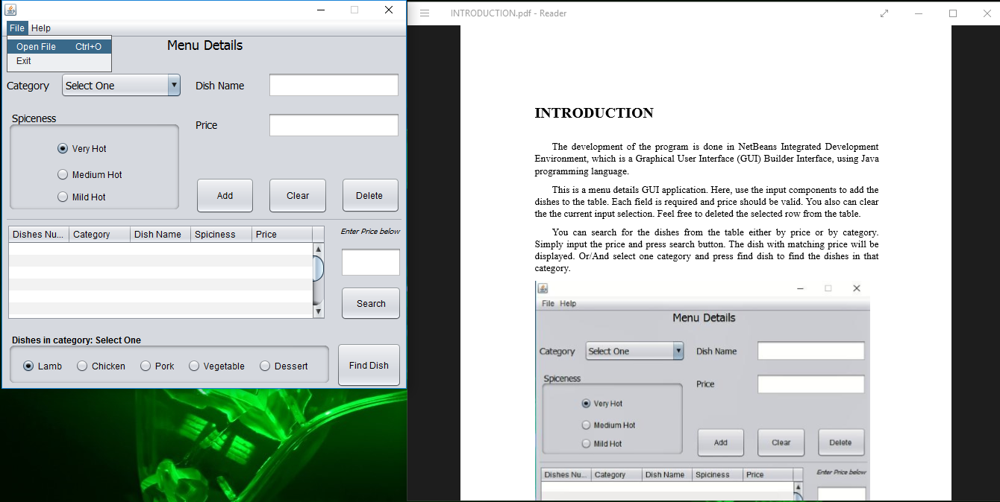 File Help
Open File Ctrl+O
Exit
Menu Details
Category Select One Dish Name
Spiceness
Price
Very Hot
Medium Hot
Mild Hot
Add Clear Delete
Dishes Nu... Category Dish Name Spiciness Price
Enter Price below
Search
Dishes in category: Select One
Lamb Chicken Pork Vegetable Dessert
Find Dish
INTRODUCTION.pdf - Reader
INTRODUCTION
The development of the program is done in NetBeans Integrated Development
Environment, which is a Graphical User Interface (GUI) Builder Interface, using Java
programming language.
This is a menu details GUI application. Here, use the input components to add the
dishes to the table. Each field is required and price should be valid. You also can clear
the the current input selection. Feel free to deleted the selected row from the table.
You can search for the dishes from the table either by price or by category.
Simply input the price and press search button. The dish with matching price will be
displayed. Or/And select one category and press find dish to find the dishes in that
category.
File Help
Menu Details
Category Select One Dish Name
Spiceness
Price
Very Hot
Medium Hot
Mild Hot
Add Clear Delete
Dishes Nu... Category Dish Name Spiciness Price
Enter Price below